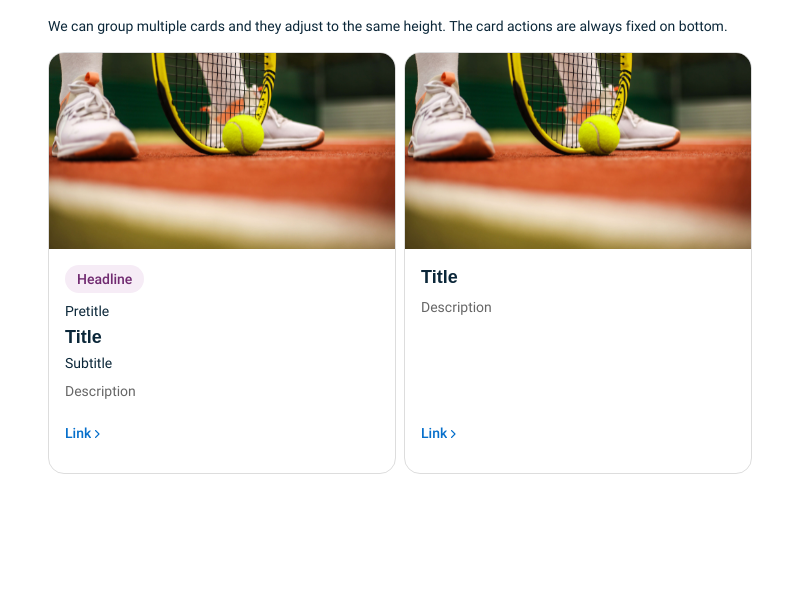 We can group multiple cards and they adjust to the same height. The card actions are always fixed on bottom.
Headline
Pretitle
Title
Subtitle
Description
Link
Title
Description
Link